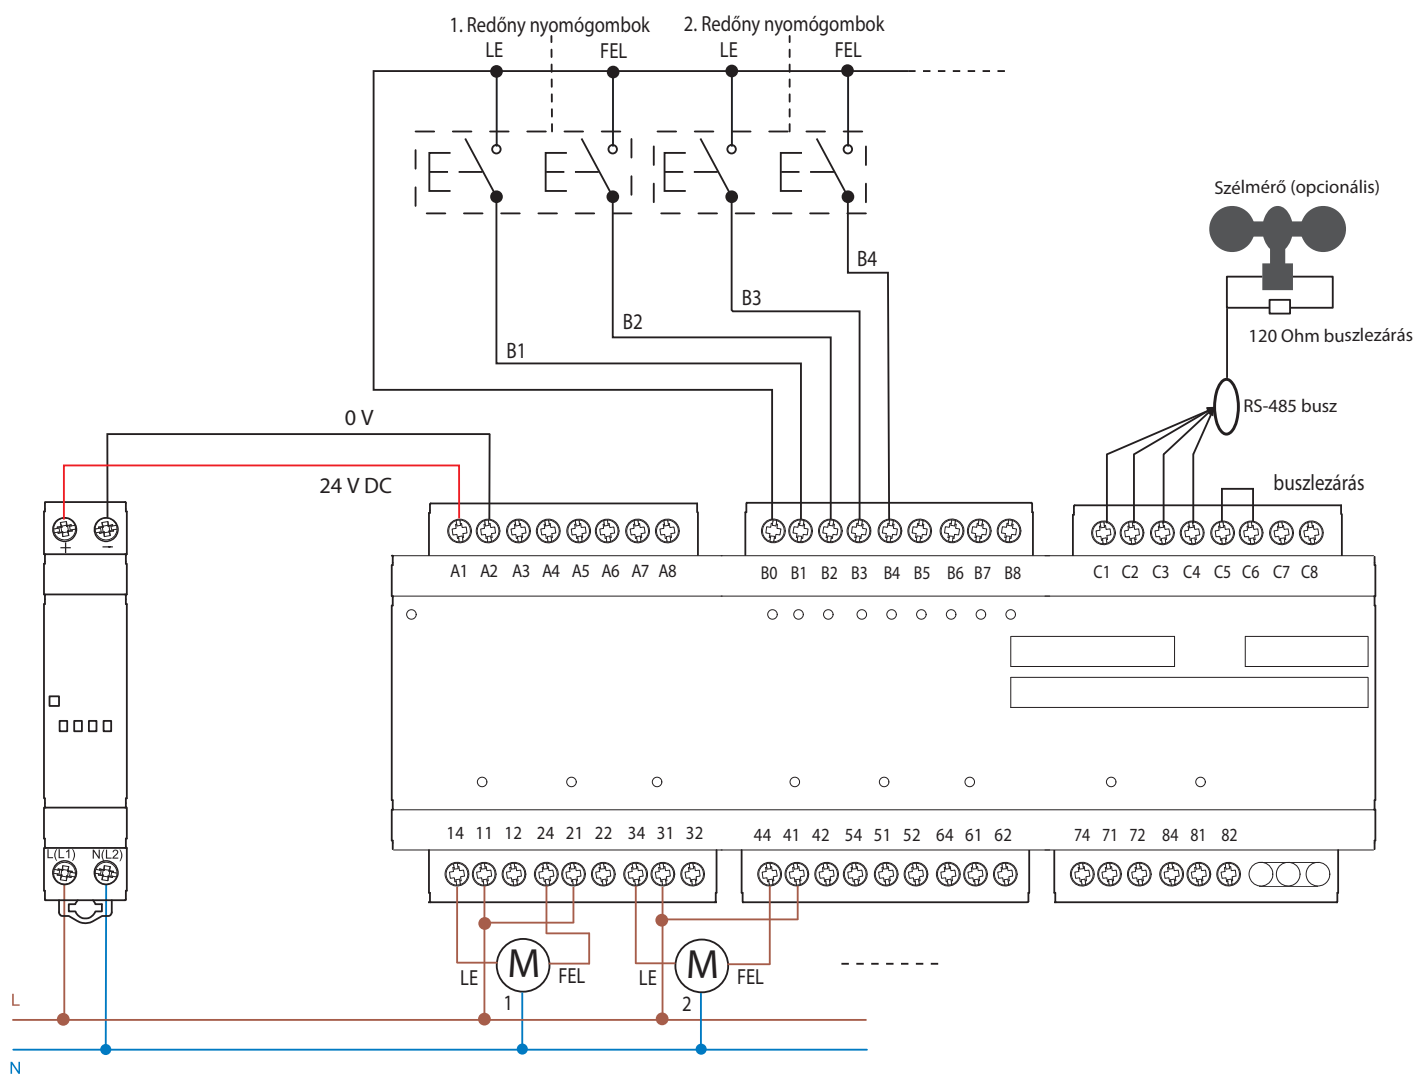 1. Redőny nyomógombok
2. Redőny nyomógombok
LE
FEL
LE
FEL
Szélmérő (opcionális)
B4
B3
B2
B1
120 Ohm buszlezárás
RS-485 busz
0 V
24 V DC
buszlezárás
+
-
A1 A2 A3 A4 A5 A6 A7 A8
B0 B1 B2 B3 B4 B5 B6 B7 B8
C1 C2 C3 C4 C5 C6 C7 C8
14 11 12 24 21 22 34 31 32
44 41 42 54 51 52 64 61 62
74 71 72 84 81 82
L(L1) N(L2)
LE
M
FEL
1
LE
M
FEL
2
L
N